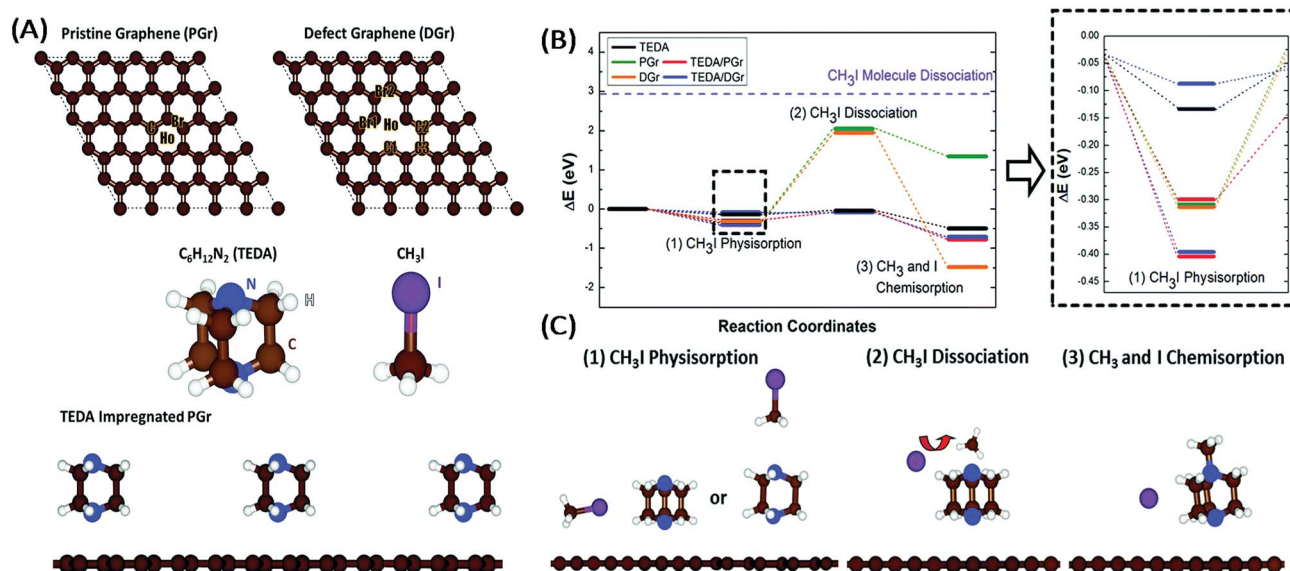 (A)
Pristine Graphene (PGr)
Defect Graphene (DGr)
C
Br
Ho
Br2
Br1
Ho
C2
C1
C3
C₆H₁₂N₂ (TEDA)
CH₃I
N
H
C
I
TEDA Impregnated PGr
(B)
4
3
2
1
0
-1
-2
ΔE (eV)
TEDA
PGr
TEDA/PGr
DGr
TEDA/DGr
CH₃I Molecule Dissociation
(2) CH₃I Dissociation
(1) CH₃I Physisorption
(3) CH₃ and I
Chemisorption
Reaction Coordinates
0.00
-0.05
-0.10
-0.15
-0.20
-0.25
-0.30
-0.35
-0.40
-0.45
ΔE (eV)
(1) CH₃I Physisorption
(C)
(1) CH₃I Physisorption
or
(2) CH₃I Dissociation
(3) CH₃ and I Chemisorption